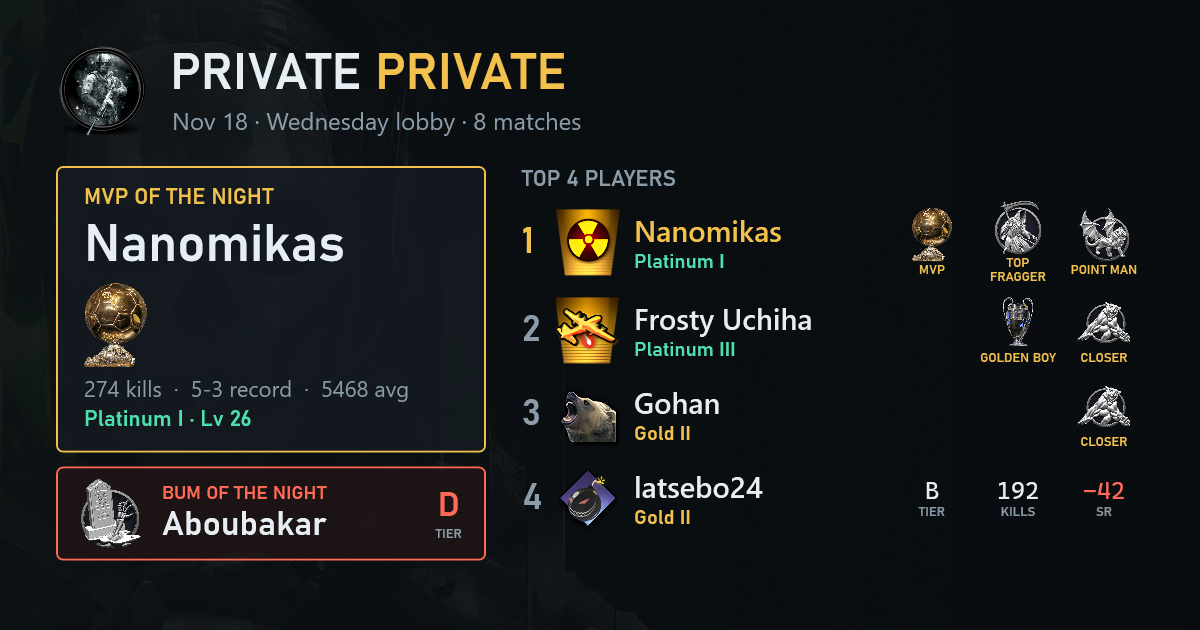 PRIVATE PRIVATE
Nov 18 · Wednesday lobby · 8 matches
MVP OF THE NIGHT
Nanomikas
274 kills · 5-3 record · 5468 avg
Platinum I · Lv 26
BUM OF THE NIGHT
Aboubakar
D
TIER
TOP 4 PLAYERS
1
Nanomikas
Platinum I
MVP
TOP
FRAGGER
POINT MAN
2
Frosty Uchiha
Platinum III
GOLDEN BOY
CLOSER
3
Gohan
Gold II
CLOSER
4
latsebo24
Gold II
B
TIER
192
KILLS
−42
SR